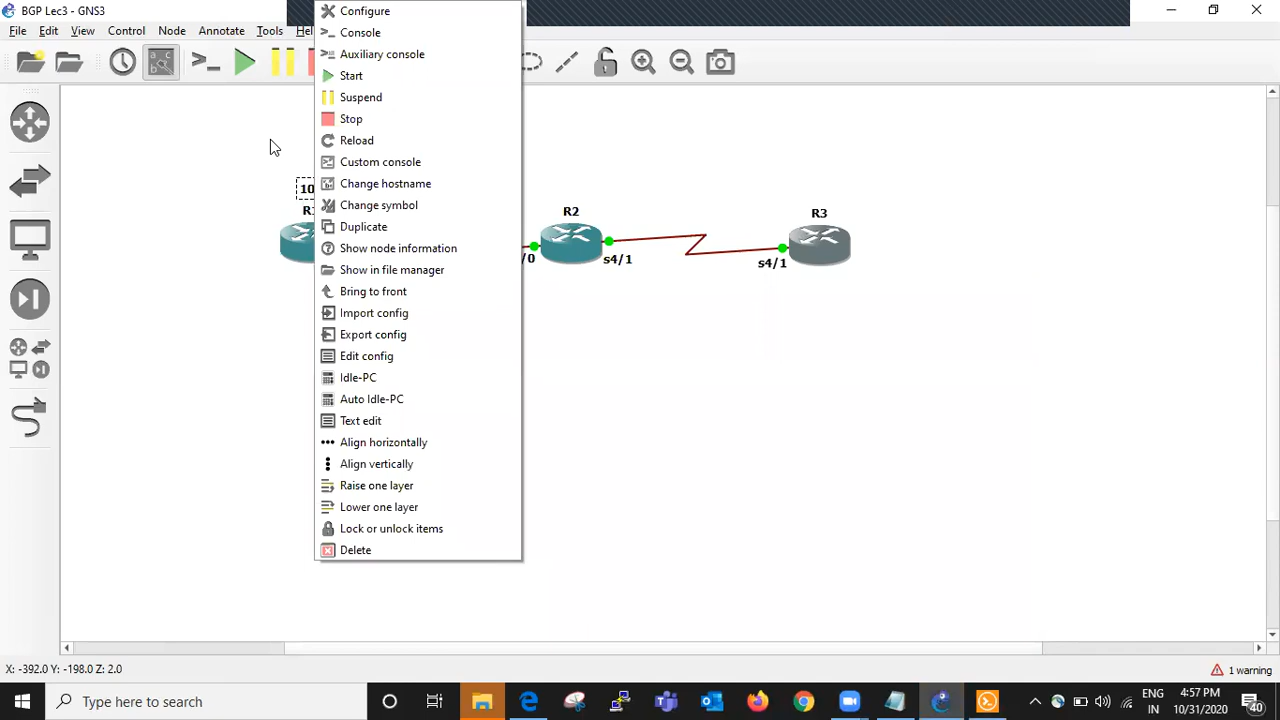 BGP Lec3 - GNS3
File Edit View Control Node Annotate Tools
Configure
Console
Auxiliary console
Start
Suspend
Stop
Reload
Custom console
Change hostname
Change symbol
Duplicate
Show node information
Show in file manager
Bring to front
Import config
Export config
Edit config
Idle-PC
Auto Idle-PC
Text edit
Align horizontally
Align vertically
Raise one layer
Lower one layer
Lock or unlock items
Delete
10
R2
R3
/0
s4/1
s4/1
X: -392.0 Y: -198.0 Z: 2.0
1 warning
Type here to search
ENG
IN
4:57 PM
10/31/2020
40